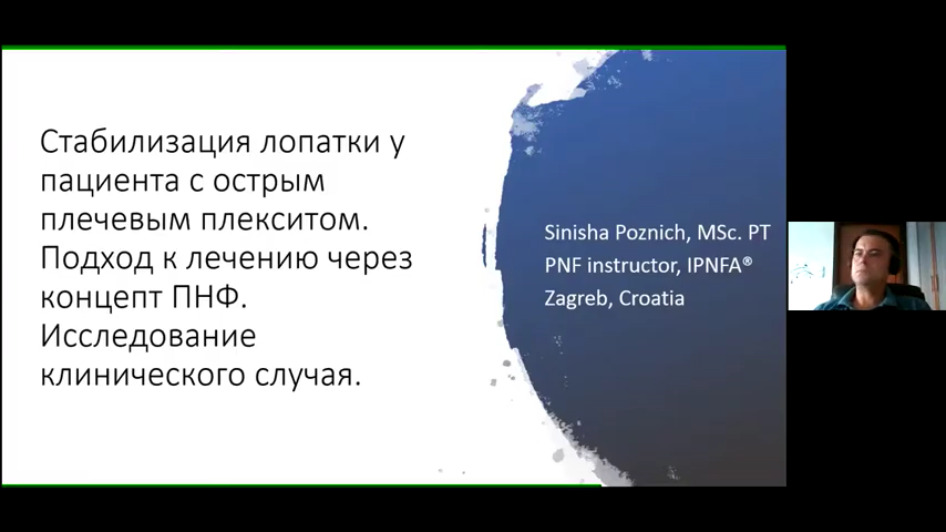 Стабилизация лопатки у
пациента с острым
плечевым плекситом.
Подход к лечению через
концепт ПНФ.
Исследование
клинического случая.
Sinisha Poznich, MSc. PT
PNF instructor, IPNFA®
Zagreb, Croatia